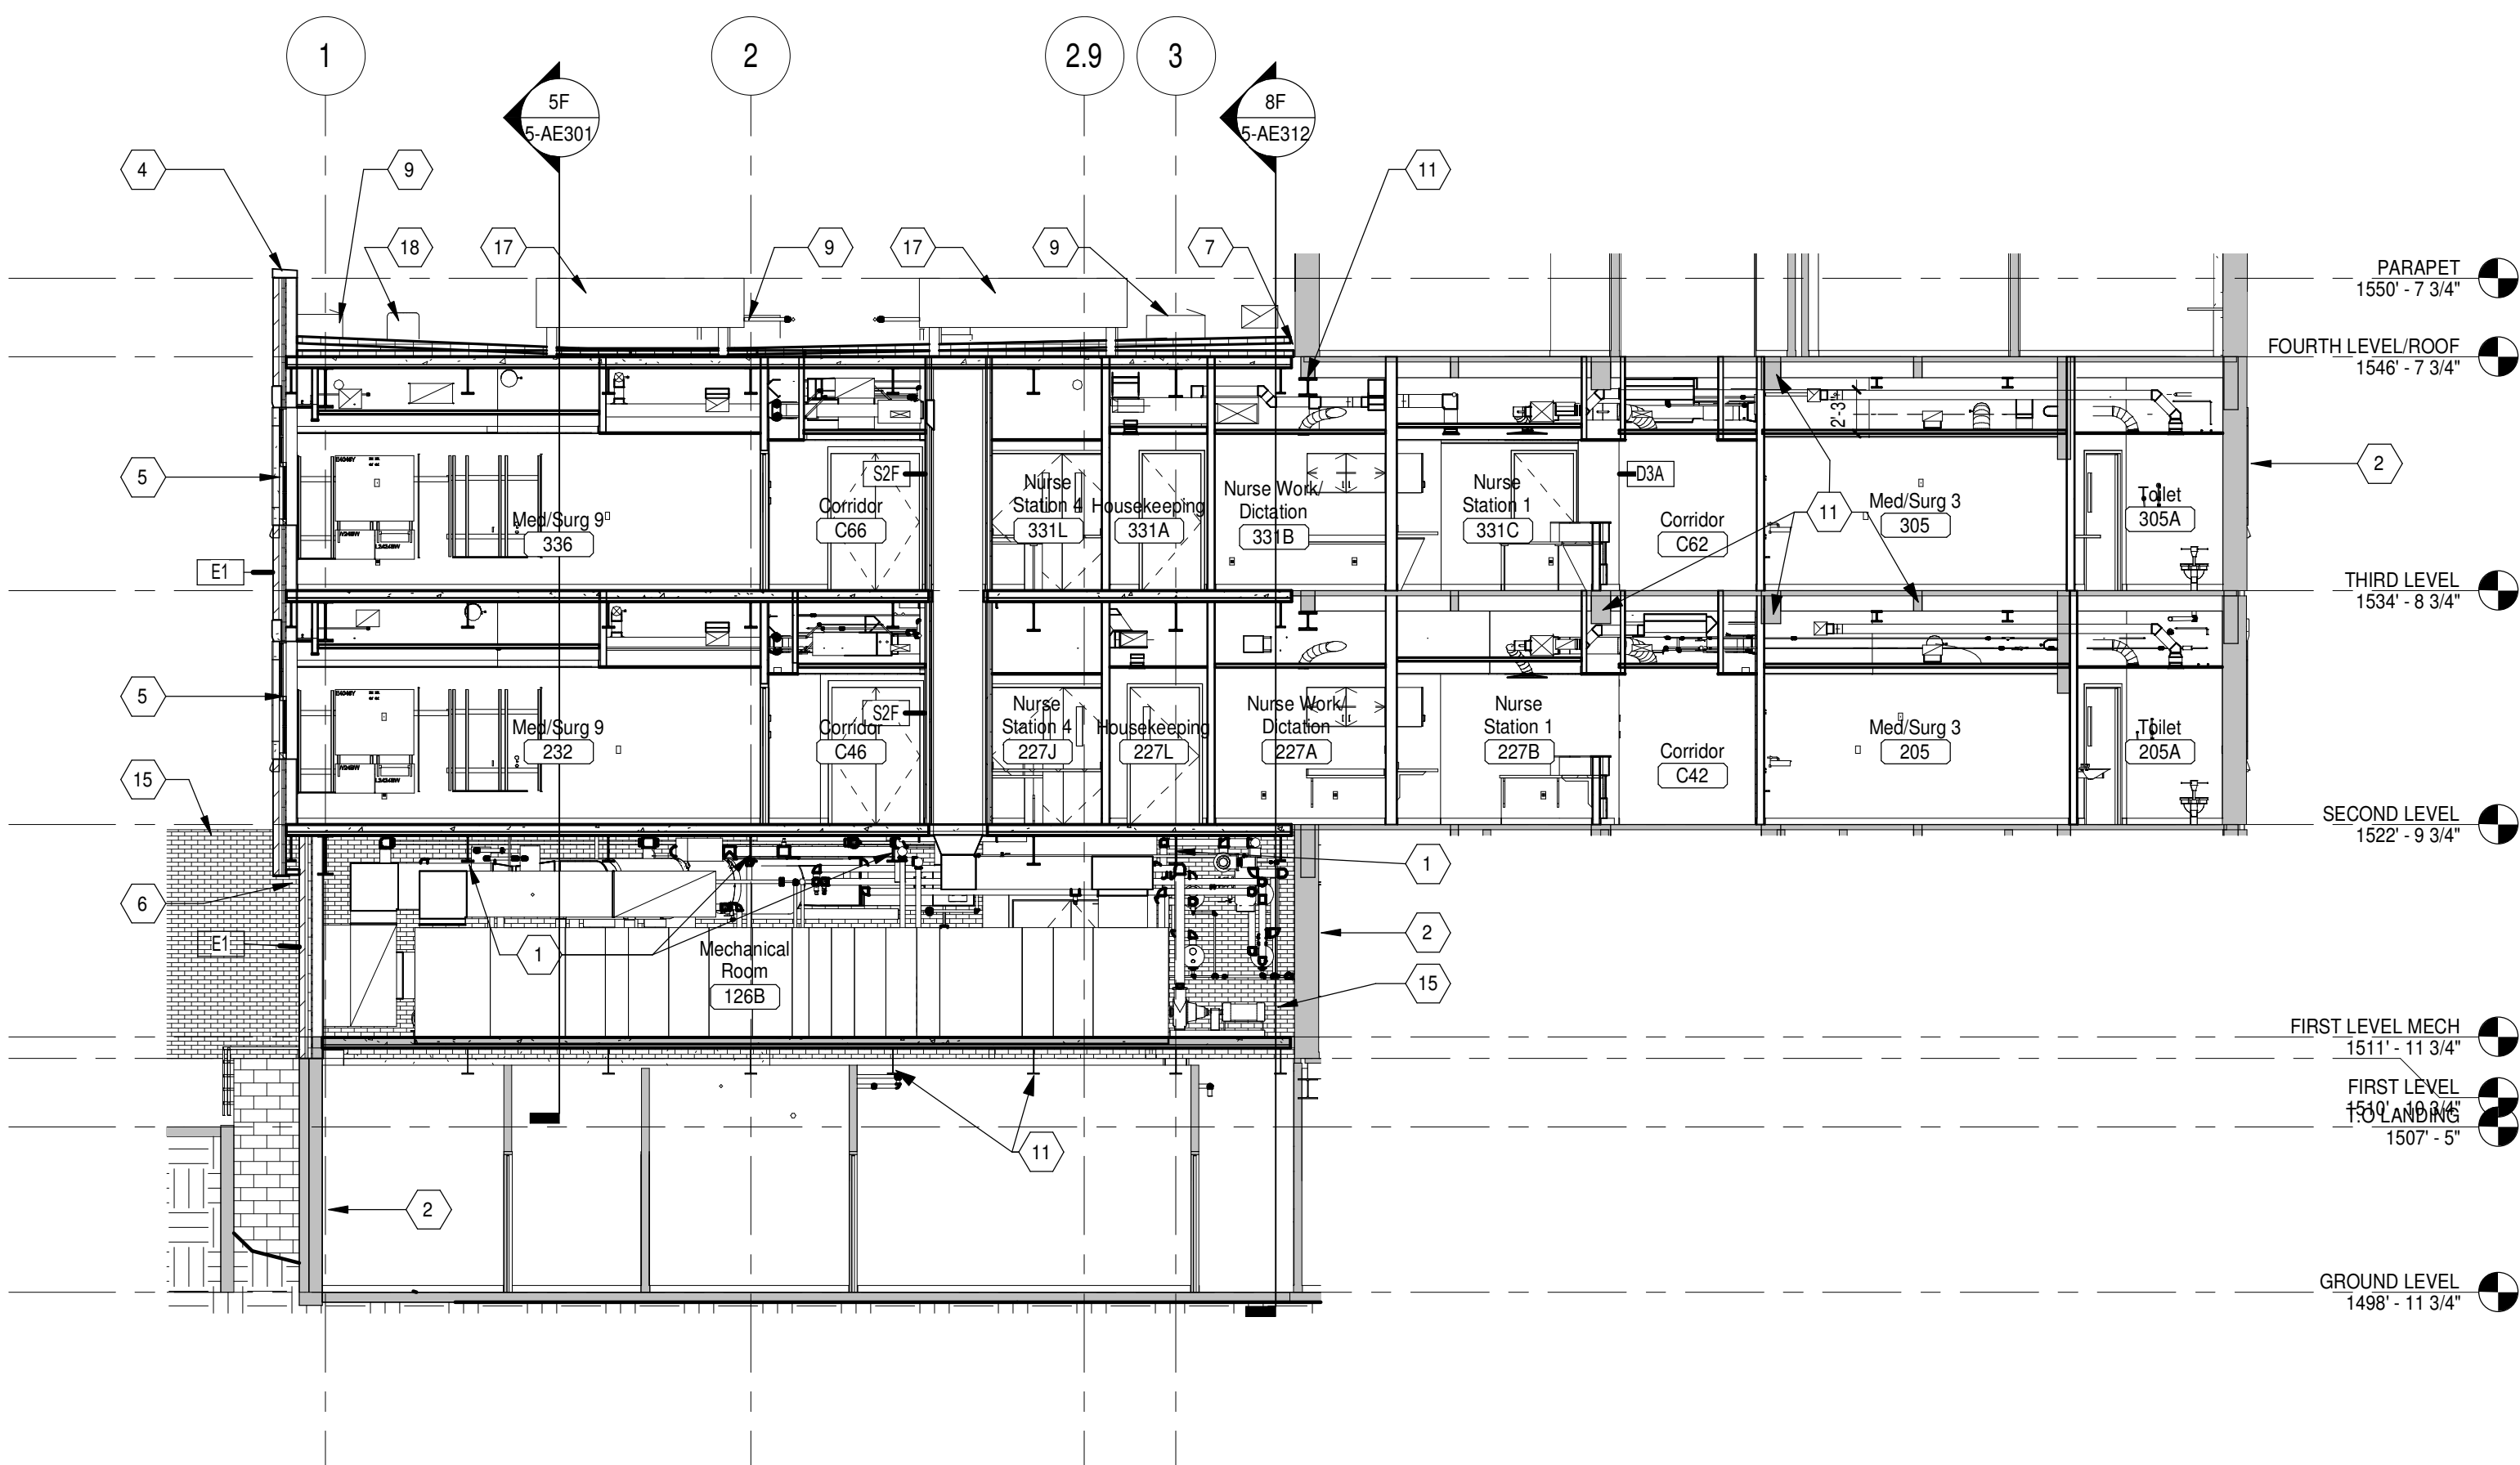 1
2
2.9
3
5F
5-AE301
8F
5-AE312
4
9
11
18
17
9
17
9
7
PARAPET
1550' - 7 3/4"
FOURTH LEVEL/ROOF
1546' - 7 3/4"
2'-3"
5
S2F
D3A
2
Med/Surg 9
336
Corridor
C66
Nurse
Station 4
331L
Housekeeping
331A
Nurse Work/
Dictation
331B
Nurse
Station 1
331C
Corridor
C62
11
Med/Surg 3
305
Toilet
305A
E1
THIRD LEVEL
1534' - 8 3/4"
5
S2F
Med/Surg 9
232
Corridor
C46
Nurse
Station 4
227J
Housekeeping
227L
Nurse Work/
Dictation
227A
Nurse
Station 1
227B
Corridor
C42
Med/Surg 3
205
Toilet
205A
15
SECOND LEVEL
1522' - 9 3/4"
1
6
E1
1
Mechanical
Room
126B
2
15
FIRST LEVEL MECH
1511' - 11 3/4"
FIRST LEVEL
1510' - 10 3/4"
T.O LANDING
1507' - 5"
11
2
GROUND LEVEL
1498' - 11 3/4"